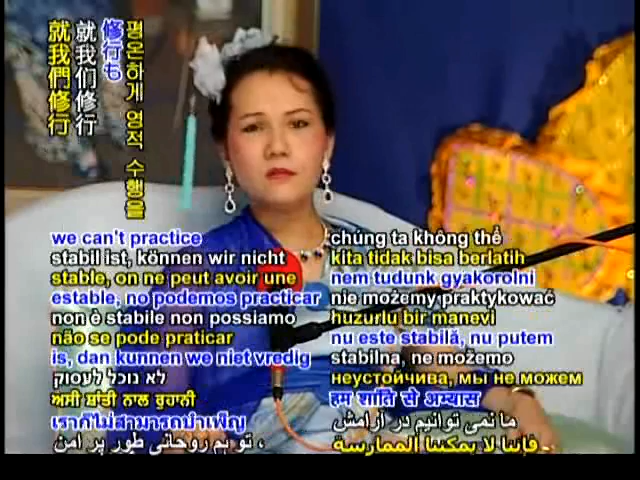 就我們修行
就我们修行
修行も
평온하게 영적 수행을
we can't practice
stabil ist, können wir nicht
stable, on ne peut avoir une
estable, no podemos practicar
non è stabile non possiamo
não se pode praticar
is, dan kunnen we niet vredig
לא נוכל לעסוק
ਅਸੀ ਸ਼ਾਂਤੀ ਨਾਲ ਰੁਹਾਨੀ
เราก็ไม่สามารถบำเพ็ญ
، تو ہم روحانی طور پر امن
chúng ta không thể
kita tidak bisa berlatih
nem tudunk gyakorolni
nie możemy praktykować
huzurlu bir manevi
nu este stabilă, nu putem
stabilna, ne možemo
неустойчива, мы не можем
हम शांति से अभ्यास
ما نمی توانیم در آرامش
فإننا لا يمكننا الممارسة